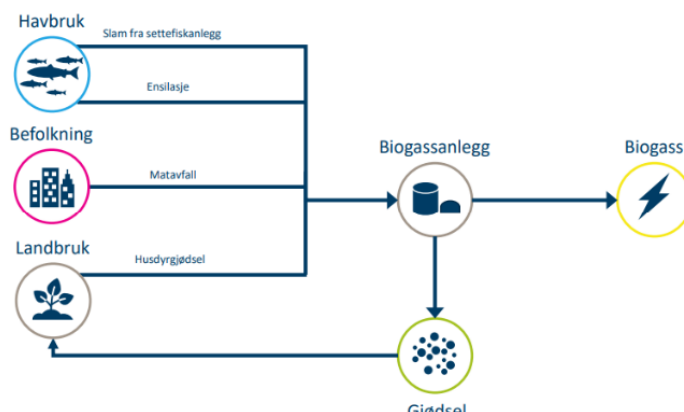 Havbruk
Slam fra settefiskanlegg
Ensilasje
Befolkning
Matavfall
Biogassanlegg
Biogass
Landbruk
Husdyrgjødsel
Gjødsel